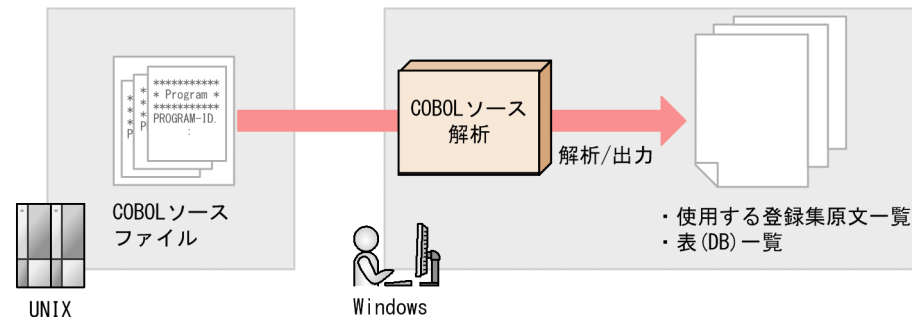 ***********
* Program *
***********
PROGRAM-ID.
:
*
*
*
P
*
*
*
P
COBOLソース
ファイル
UNIX
COBOLソース
解析
解析/出力
Windows
・使用する登録集原文一覧
・表(DB)一覧